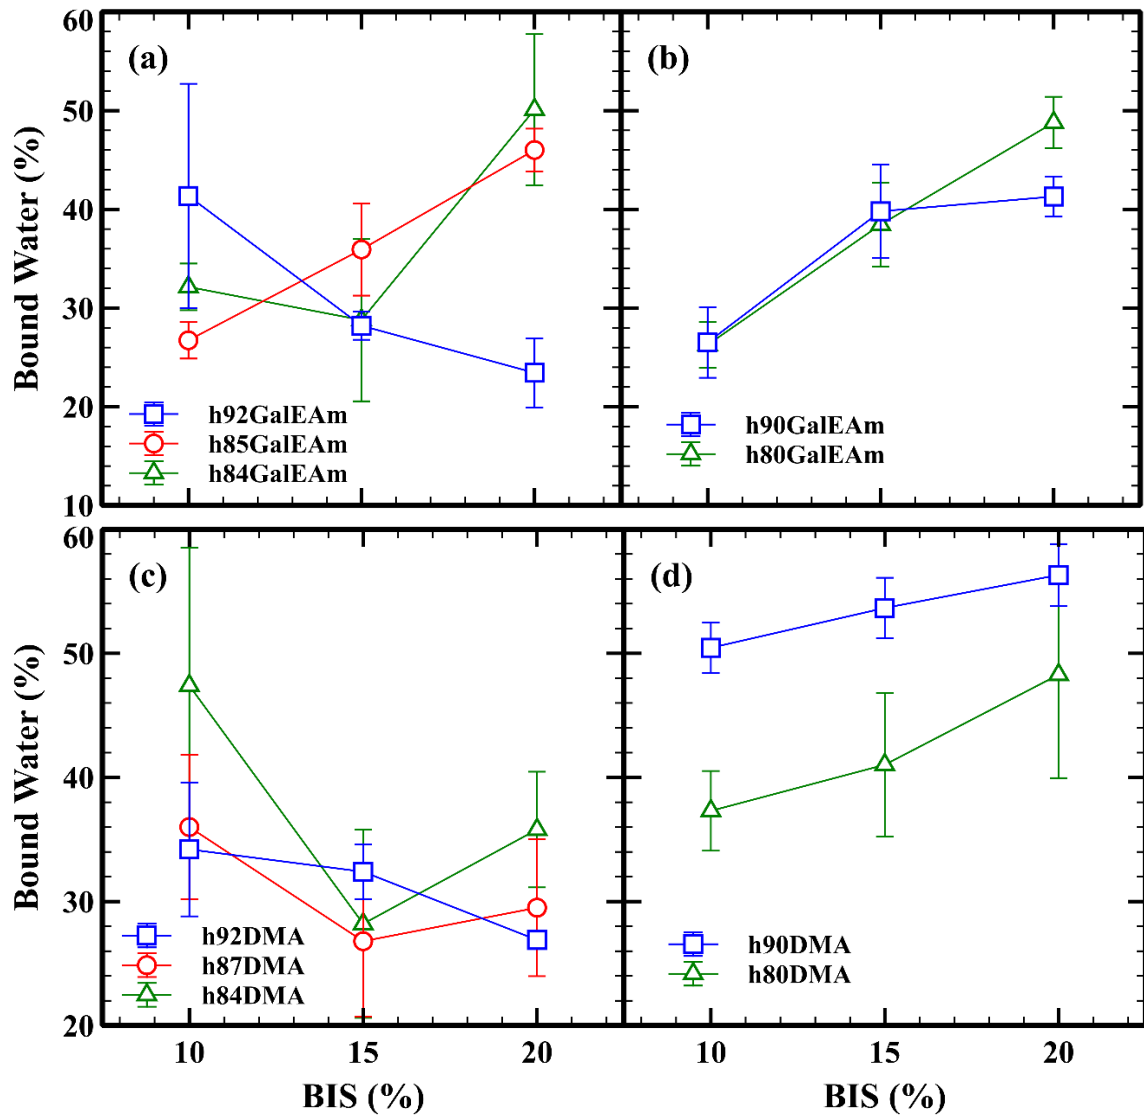 60
(a)
(b)
50
40
30
20
10
Bound Water (%)
h92GalEAm
h85GalEAm
h84GalEAm
h90GalEAm
h80GalEAm
60
(c)
(d)
50
40
30
20
Bound Water (%)
h92DMA
h87DMA
h84DMA
h90DMA
h80DMA
10 15 20
10 15 20
BIS (%)
BIS (%)